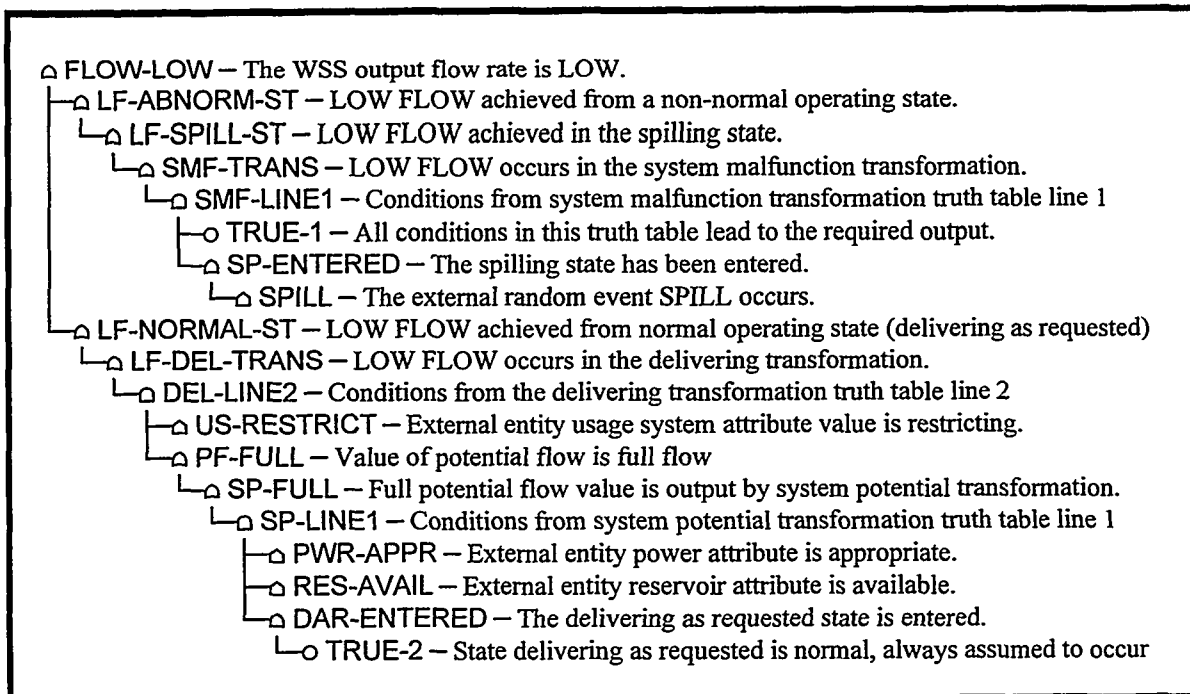 FLOW-LOW – The WSS output flow rate is LOW.
LF-ABNORM-ST – LOW FLOW achieved from a non-normal operating state.
LF-SPILL-ST – LOW FLOW achieved in the spilling state.
SMF-TRANS – LOW FLOW occurs in the system malfunction transformation.
SMF-LINE1 – Conditions from system malfunction transformation truth table line 1
TRUE-1 – All conditions in this truth table lead to the required output.
SP-ENTERED – The spilling state has been entered.
SPILL – The external random event SPILL occurs.
LF-NORMAL-ST – LOW FLOW achieved from normal operating state (delivering as requested)
LF-DEL-TRANS – LOW FLOW occurs in the delivering transformation.
DEL-LINE2 – Conditions from the delivering transformation truth table line 2
US-RESTRICT – External entity usage system attribute value is restricting.
PF-FULL – Value of potential flow is full flow
SP-FULL – Full potential flow value is output by system potential transformation.
SP-LINE1 – Conditions from system potential transformation truth table line 1
PWR-APPR – External entity power attribute is appropriate.
RES-AVAIL – External entity reservoir attribute is available.
DAR-ENTERED – The delivering as requested state is entered.
TRUE-2 – State delivering as requested is normal, always assumed to occur